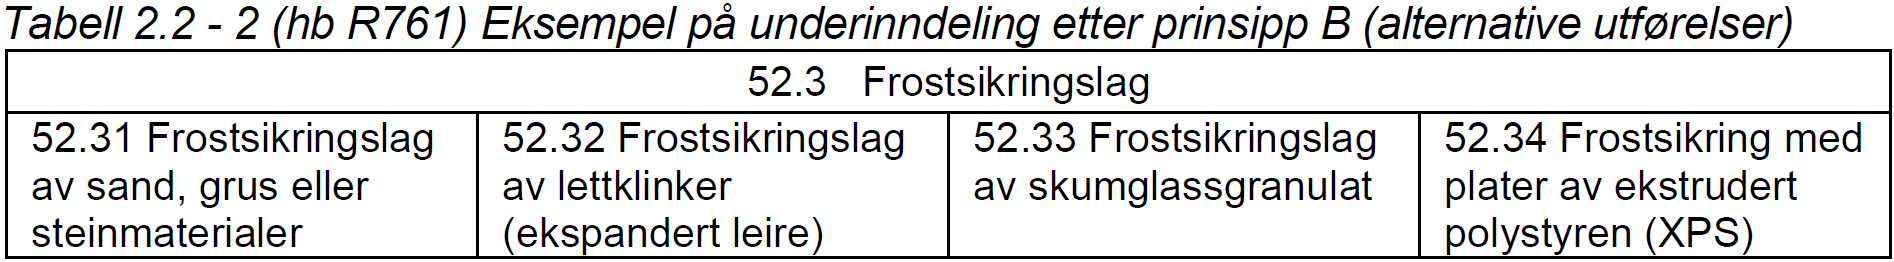 Tabell 2.2 - 2 (hb R761) Eksempel på underinndeling etter prinsipp B (alternative utførelser)
52.3 Frostsikringslag
52.31 Frostsikringslag
av sand, grus eller
steinmaterialer
52.32 Frostsikringslag
av lettklinker
(ekspandert leire)
52.33 Frostsikringslag
av skumglassgranulat
52.34 Frostsikring med
plater av ekstrudert
polystyren (XPS)